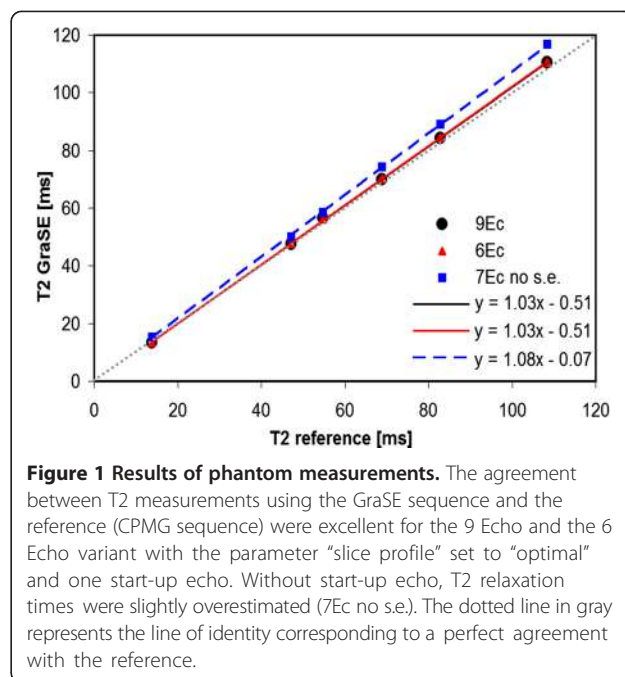 120
100
80
60
40
20
0
T2 GraSE [ms]
9Ec
6Ec
7Ec no s.e.
y = 1.03x - 0.51
y = 1.03x - 0.51
y = 1.08x - 0.07
0 20 40 60 80 100 120
T2 reference [ms]
Figure 1 Results of phantom measurements. The agreement
between T2 measurements using the GraSE sequence and the
reference (CPMG sequence) were excellent for the 9 Echo and the 6
Echo variant with the parameter “slice profile” set to “optimal”
and one start-up echo. Without start-up echo, T2 relaxation
times were slightly overestimated (7Ec no s.e.). The dotted line in gray
represents the line of identity corresponding to a perfect agreement
with the reference.